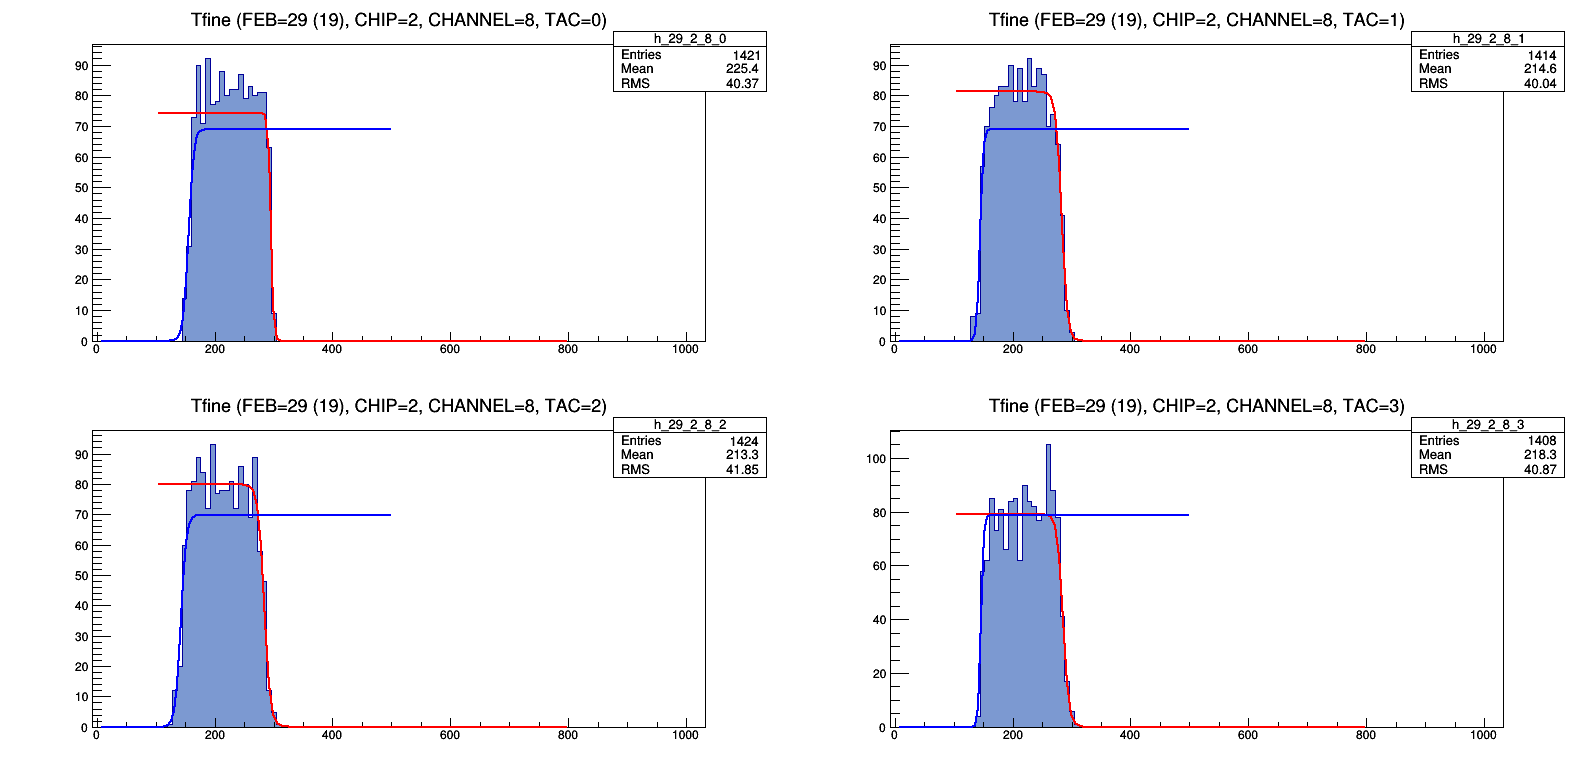 Tfine (FEB=29 (19), CHIP=2, CHANNEL=8, TAC=0)
h_29_2_8_0
Entries 1421
Mean 225.4
RMS 40.37
90
80
70
60
50
40
30
20
10
0
0 200 400 600 800 1000
Tfine (FEB=29 (19), CHIP=2, CHANNEL=8, TAC=1)
h_29_2_8_1
Entries 1414
Mean 214.6
RMS 40.04
90
80
70
60
50
40
30
20
10
0
0 200 400 600 800 1000
Tfine (FEB=29 (19), CHIP=2, CHANNEL=8, TAC=2)
h_29_2_8_2
Entries 1424
Mean 213.3
RMS 41.85
90
80
70
60
50
40
30
20
10
0
0 200 400 600 800 1000
Tfine (FEB=29 (19), CHIP=2, CHANNEL=8, TAC=3)
h_29_2_8_3
Entries 1408
Mean 218.3
RMS 40.87
100
80
60
40
20
0
0 200 400 600 800 1000